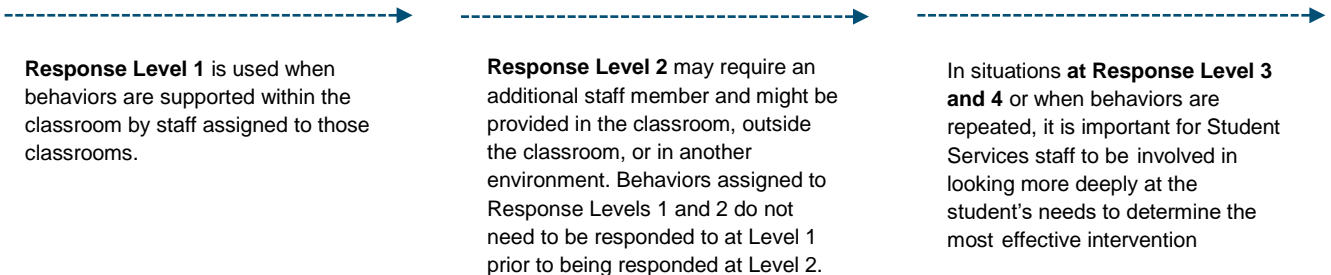 Response Level 1 is used when
behaviors are supported within the
classroom by staff assigned to those
classrooms.
Response Level 2 may require an
additional staff member and might be
provided in the classroom, outside
the classroom, or in another
environment. Behaviors assigned to
Response Levels 1 and 2 do not
need to be responded to at Level 1
prior to being responded at Level 2.
In situations at Response Level 3
and 4 or when behaviors are
repeated, it is important for Student
Services staff to be involved in
looking more deeply at the
student’s needs to determine the
most effective intervention